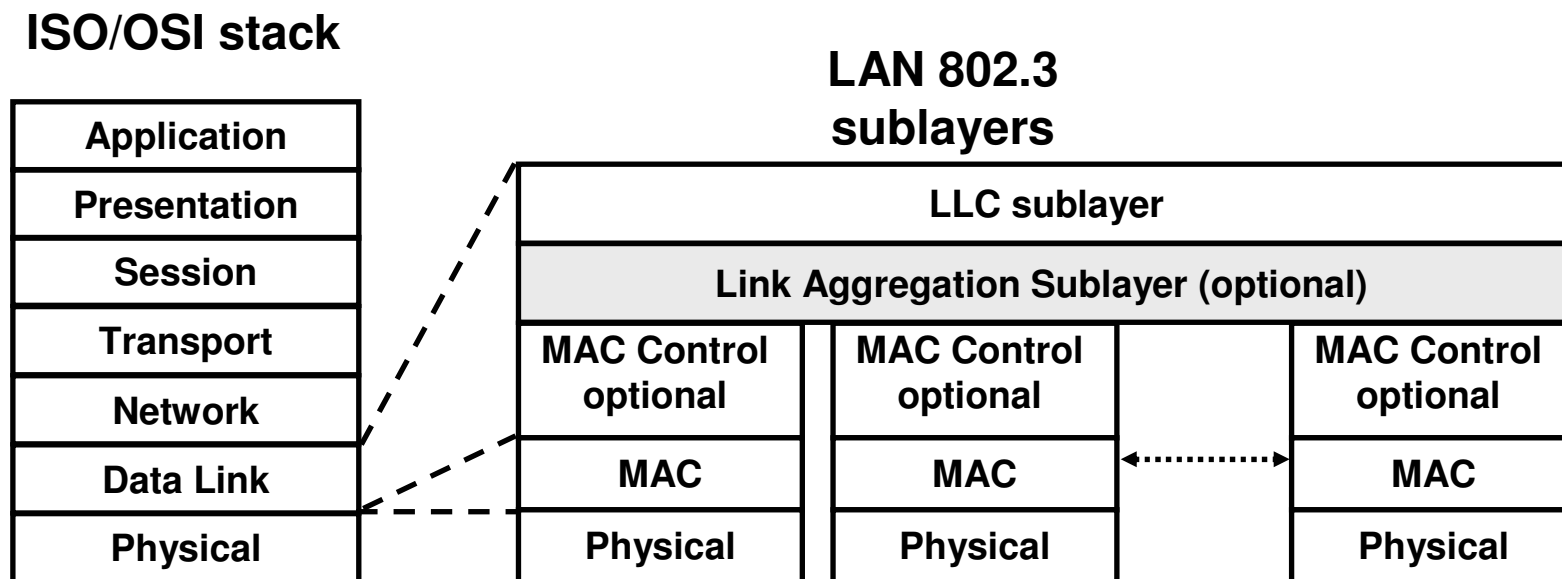 ISO/OSI stack
LAN 802.3
sublayers
Application
Presentation
Session
Transport
Network
Data Link
Physical
LLC sublayer
Link Aggregation Sublayer (optional)
MAC Control
optional
MAC
Physical
MAC Control
optional
MAC
Physical
MAC Control
optional
MAC
Physical